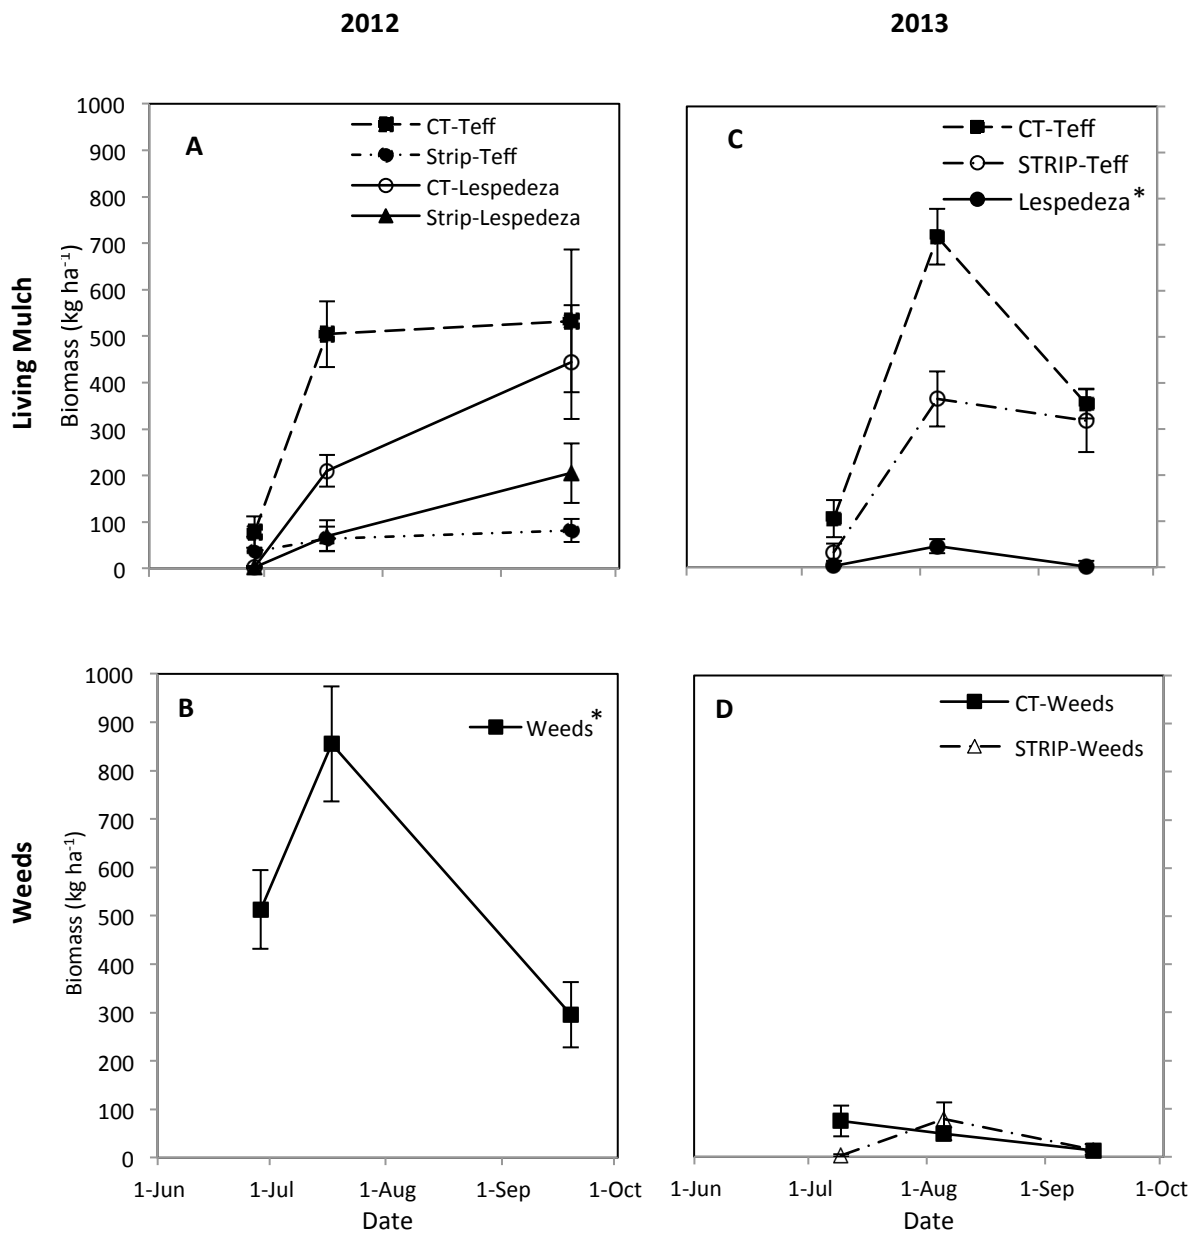 2012
2013
Living Mulch
Biomass (kg ha⁻¹)
1000
900
800
700
600
500
400
300
200
100
0
A
CT-Teff
Strip-Teff
CT-Lespedeza
Strip-Lespedeza
C
CT-Teff
STRIP-Teff
Lespedeza*
Weeds
Biomass (kg ha⁻¹)
1000
900
800
700
600
500
400
300
200
100
0
B
Weeds*
D
CT-Weeds
STRIP-Weeds
1-Jun 1-Jul 1-Aug 1-Sep 1-Oct
Date
1-Jun 1-Jul 1-Aug 1-Sep 1-Oct
Date